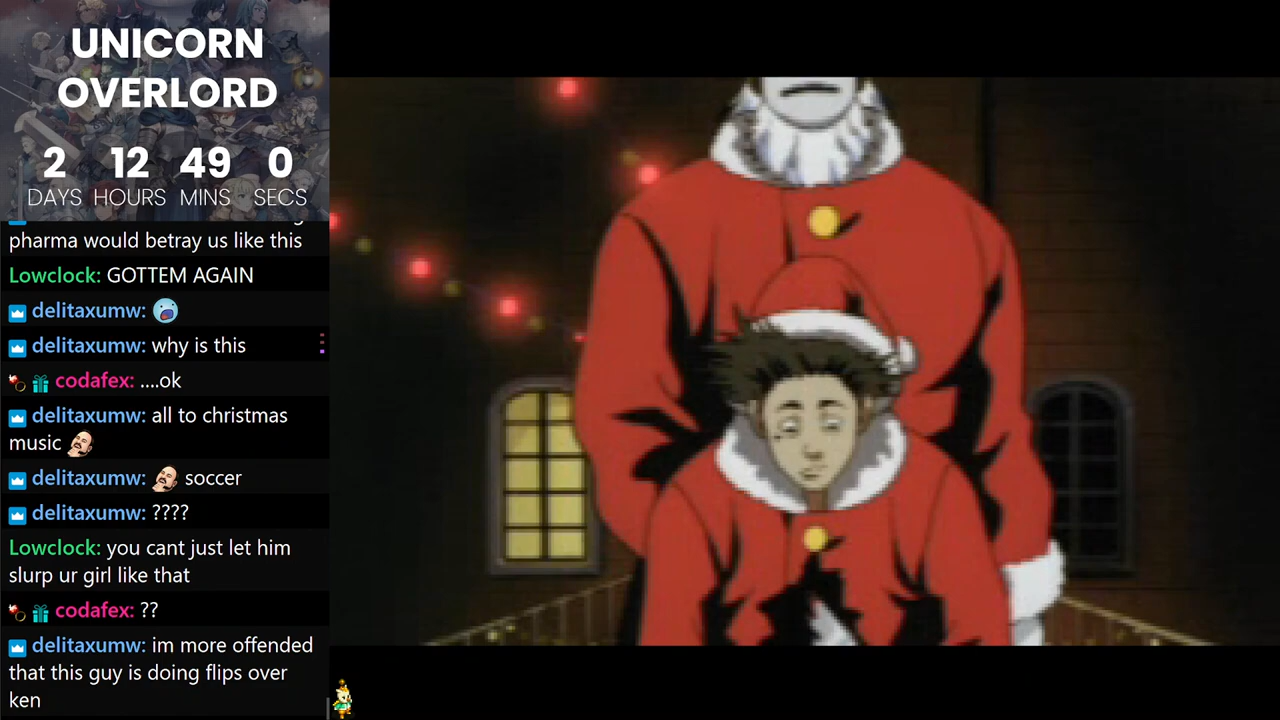 UNICORN
OVERLORD
2 12 49 0
DAYS HOURS MINS SECS
pharma would betray us like this
Lowclock: GOTTEM AGAIN
delitaxumw:
delitaxumw: why is this
codafex: ....ok
delitaxumw: all to christmas
music
delitaxumw: soccer
delitaxumw: ????
Lowclock: you cant just let him
slurp ur girl like that
codafex: ??
delitaxumw: im more offended
that this guy is doing flips over
ken